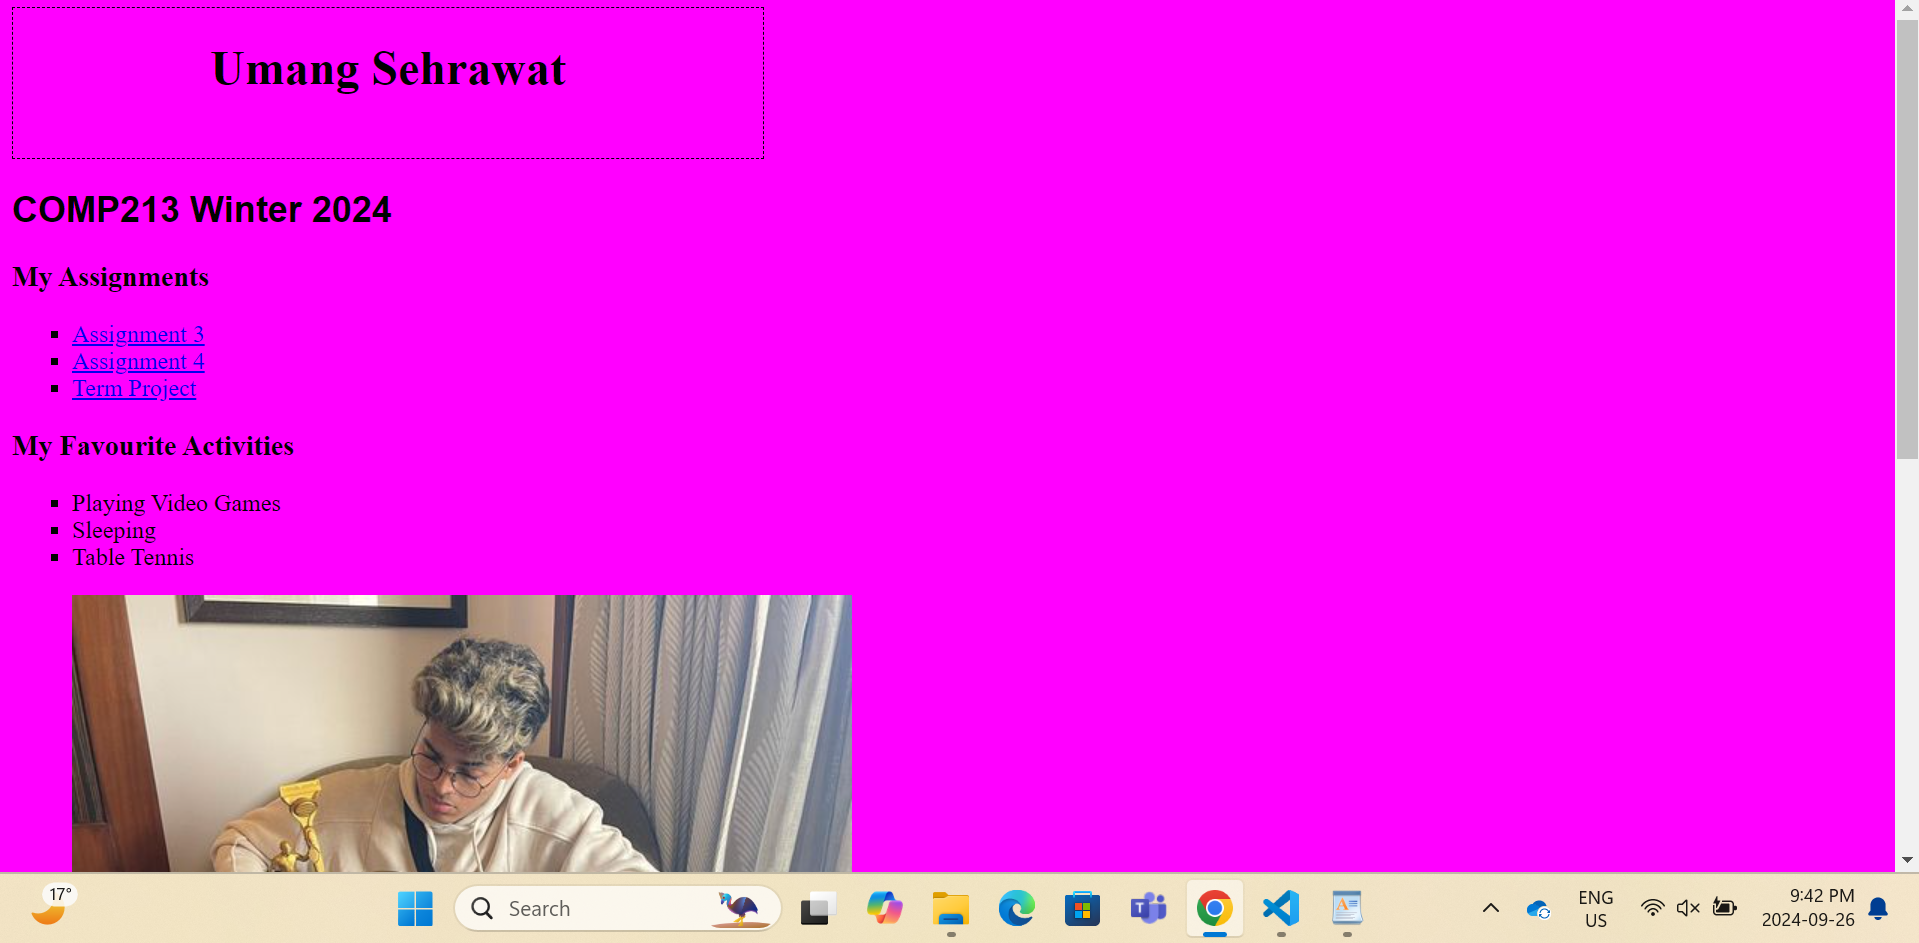 Umang Sehrawat
COMP213 Winter 2024
My Assignments
Assignment 3
Assignment 4
Term Project
My Favourite Activities
Playing Video Games
Sleeping
Table Tennis
17°
Search
ENG
US
9:42 PM
2024-09-26